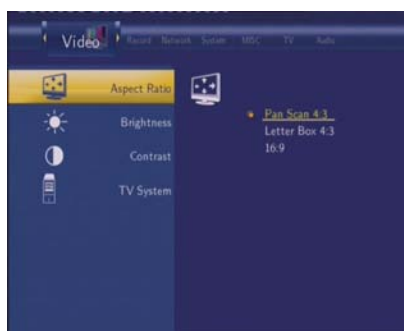 Video Record Network System MISC TV Audio
Aspect Ratio
Brightness
Contrast
TV System
Pan Scan 4:3
Letter Box 4:3
16:9